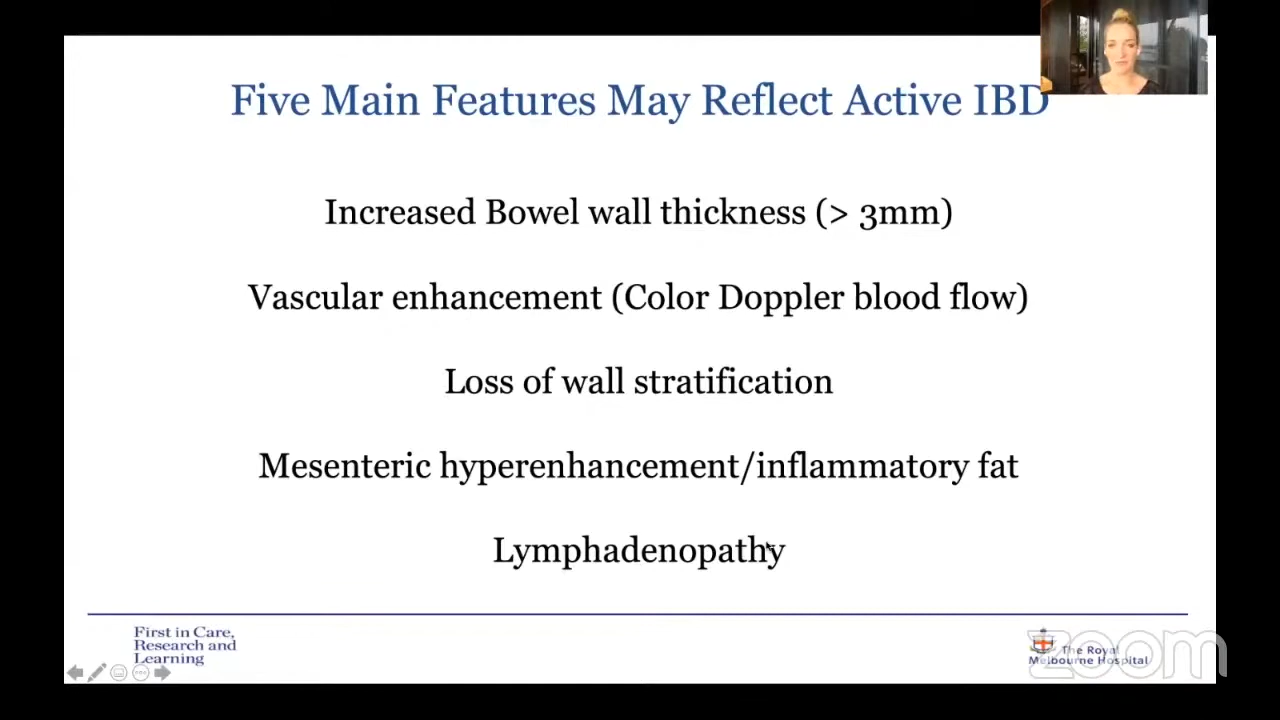 Five Main Features May Reflect Active IBD
Increased Bowel wall thickness (> 3mm)
Vascular enhancement (Color Doppler blood flow)
Loss of wall stratification
Mesenteric hyperenhancement/inflammatory fat
Lymphadenopathy
First in Care,
Research and
Learning
The Royal
Melbourne Hospital
zoom